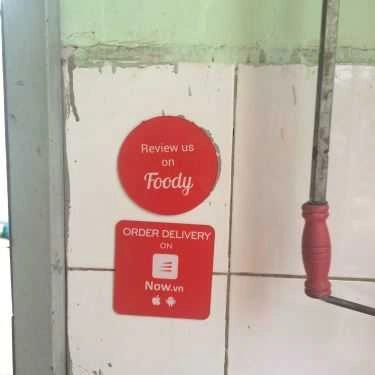 Review us
on
Foody
ORDER DELIVERY
ON
Now.vn